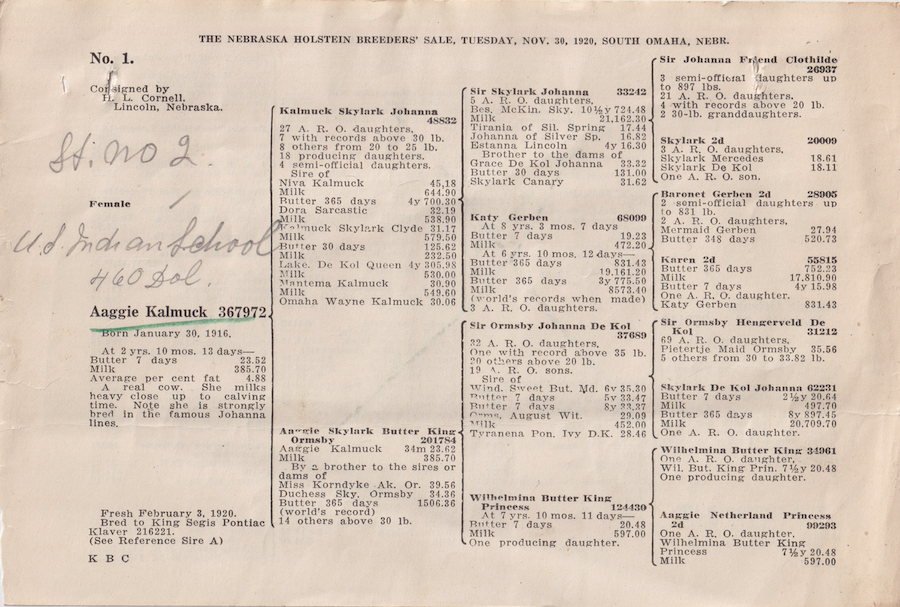 THE NEBRASKA HOLSTEIN BREEDERS' SALE, TUESDAY, NOV. 30, 1920, SOUTH OMAHA, NEBR.
No. 1.
Consigned by
H. L. Cornell,
Lincoln, Nebraska.
St. no 2.
Female
U.S. Indian School
460 Dol.
Aaggie Kalmuck 367972
Born January 30, 1916.
At 2 yrs. 10 mos. 13 days—
Butter 7 days 23.52
Milk 385.70
Average per cent fat 4.88
A real cow. She milks
heavy close up to calving
time. Note she is strongly
bred in the famous Johanna
lines.
Fresh February 3, 1920.
Bred to King Segis Pontiac
Klaver 216221.
(See Reference Sire A)
K B C
Kalmuck Skylark Johanna
48832
27 A. R. O. daughters.
7 with records above 30 lb.
8 others from 20 to 25 lb.
18 producing daughters.
4 semi-official daughters.
Sire of
Niva Kalmuck 45,18
Milk 644.90
Butter 365 days 4y 700.30
Dora Sarcastic 32.19
Milk 538.90
Kalmuck Skylark Clyde 31.17
Milk 579.50
Butter 30 days 125.62
Milk 232.50
Lake. De Kol Queen 4y 305.98
Milk 530.00
Mantema Kalmuck 30.90
Milk 549.60
Omaha Wayne Kalmuck 30.06
Aaggie Skylark Butter King
Ormsby 201784
Aaggie Kalmuck 34m 23.62
Milk 385.70
By a brother to the sires or
dams of
Miss Korndyke Ak. Or. 39.56
Duchess Sky. Ormsby 34.36
Butter 365 days 1506.36
(world's record)
14 others above 30 lb.
Sir Skylark Johanna 33242
5 A. R. O. daughters,
Bes. McKin. Sky. 10½y 724.48
Milk 21,162.30
Tirania of Sil. Spring 17.44
Johanna of Silver Sp. 16.82
Estanna Lincoln 4y 16.30
Brother to the dams of
Grace De Kol Johanna 33.32
Butter 30 days 131.00
Skylark Canary 31.62
Katy Gerben 68099
At 8 yrs. 3 mos. 7 days
Butter 7 days 19.23
Milk 472.20
At 6 yrs. 10 mos. 12 days—
Butter 365 days 831.43
Milk 19,161.20
Butter 365 days 3y 775.50
Milk 8573.40
(world's records when made)
3 A. R. O. daughters.
Sir Ormsby Johanna De Kol
37689
32 A. R. O. daughters,
One with record above 35 lb.
20 others above 20 lb.
19 A. R. O. sons.
Sire of
Wind. Sweet But. Md. 6v 35.30
Butter 7 days 5v 33.47
Butter 7 days 8y 33.37
August Wit. 29.09
Milk 452.00
Tyranena Pon. Ivy D.K. 28.46
Wilhelmina Butter King
Princess 124430
At 7 yrs. 10 mos. 11 days—
Butter 7 days 20.48
Milk 597.00
One producing daughter.
Sir Johanna Friend Clothilde
26937
3 semi-official daughters up
to 897 lbs.
21 A. R. O. daughters.
4 with records above 20 lb.
2 30-lb. granddaughters.
Skylark 2d 20009
3 A. R. O. daughters,
Skylark Mercedes 18.61
Skylark De Kol 18.11
One A. R. O. son.
Baronet Gerben 2d 28905
2 semi-official daughters up
to 831 lb.
2 A. R. O. daughters,
Mermaid Gerben 27.94
Butter 348 days 520.73
Karen 2d 55815
Butter 365 days 752.23
Milk 17,810.90
Butter 7 days 4y 15.98
One A. R. O. daughter.
Katy Gerben 831.43
Sir Ormsby Hengerveld De
Kol 31212
69 A. R. O. daughters,
Pietertje Maid Ormsby 35.56
5 others from 30 to 33.82 lb.
Skylark De Kol Johanna 62231
Butter 7 days 2½y 20.64
Milk 497.70
Butter 365 days 8y 897.45
Milk 20,709.70
One A. R. O. daughter.
Wilhelmina Butter King 34961
One A. R. O. daughter,
Wil. But. King Prin. 7½y 20.48
One producing daughter.
Aaggie Netherland Princess
2d 99293
One A. R. O. daughter.
Wilhelmina Butter King
Princess 7½y 20.48
Milk 597.00